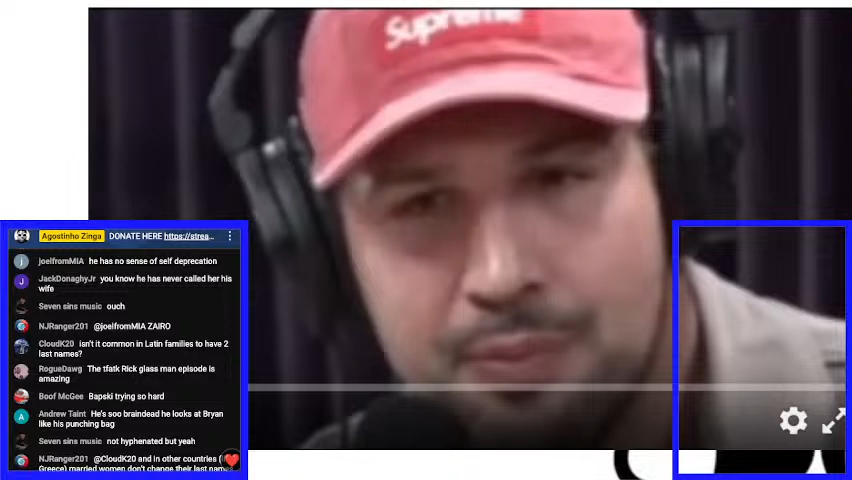 Supreme
Agostinho Zinga DONATE HERE https://strea...
joelfromMIA he has no sense of self deprecation
JackDonaghyJr you know he has never called her his
wife
Seven sins music ouch
NJRanger201 @joelfromMIA ZAIRO
CloudK20 isn't it common in Latin families to have 2
last names?
RogueDawg The tfatk Rick glass man episode is
amazing
Boof McGee Bapski trying so hard
Andrew Taint He's soo braindead he looks at Bryan
like his punching bag
Seven sins music not hyphenated but yeah
NJRanger201 @CloudK20 and in other countries (
Greece) married women don't change their last